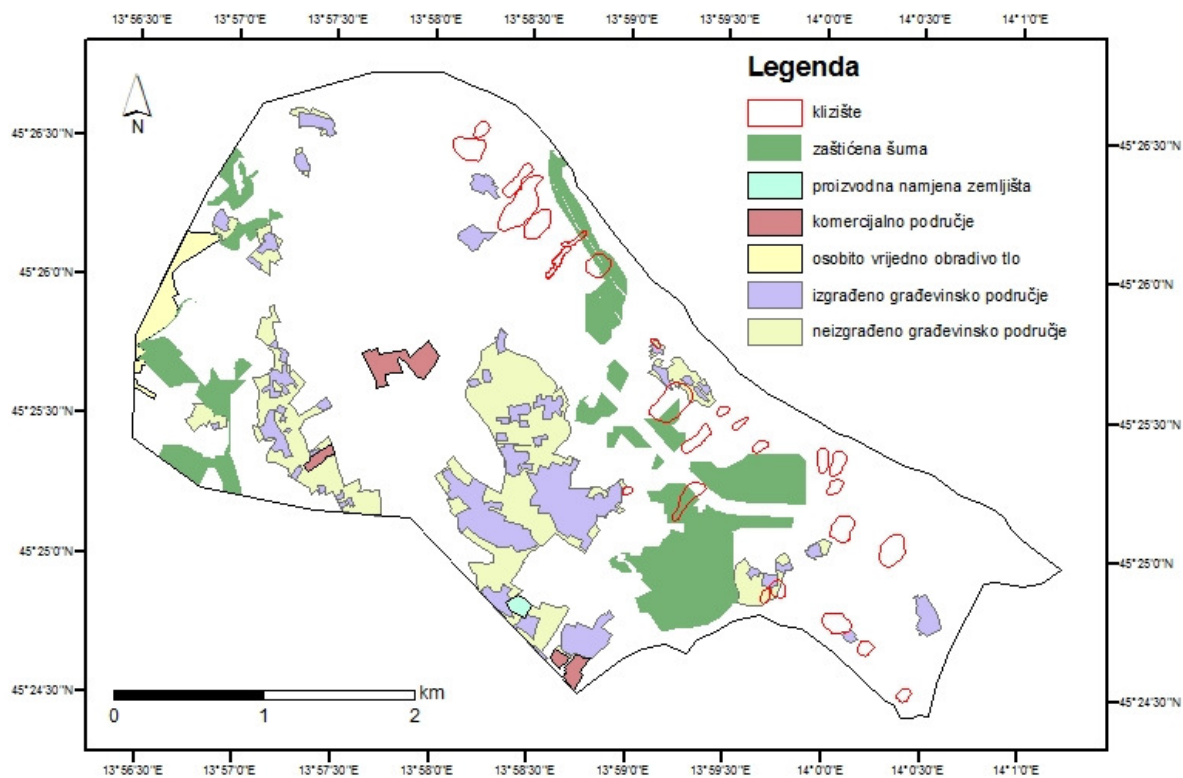 13°56'30"E 13°57'0"E 13°57'30"E 13°58'0"E 13°58'30"E 13°59'0"E 13°59'30"E 14°0'0"E 14°0'30"E 14°1'0"E
Legenda
klizište
zaštićena šuma
proizvodna namjena zemljišta
komercijalno područje
osobito vrijedno obradivo tlo
izgrađeno građevinsko područje
neizgrađeno građevinsko područje
N
45°26'30"N 45°26'30"N
45°26'0"N 45°26'0"N
45°25'30"N 45°25'30"N
45°25'0"N 45°25'0"N
45°24'30"N 45°24'30"N
km
0 1 2
13°56'30"E 13°57'0"E 13°57'30"E 13°58'0"E 13°58'30"E 13°59'0"E 13°59'30"E 14°0'0"E 14°0'30"E 14°1'0"E